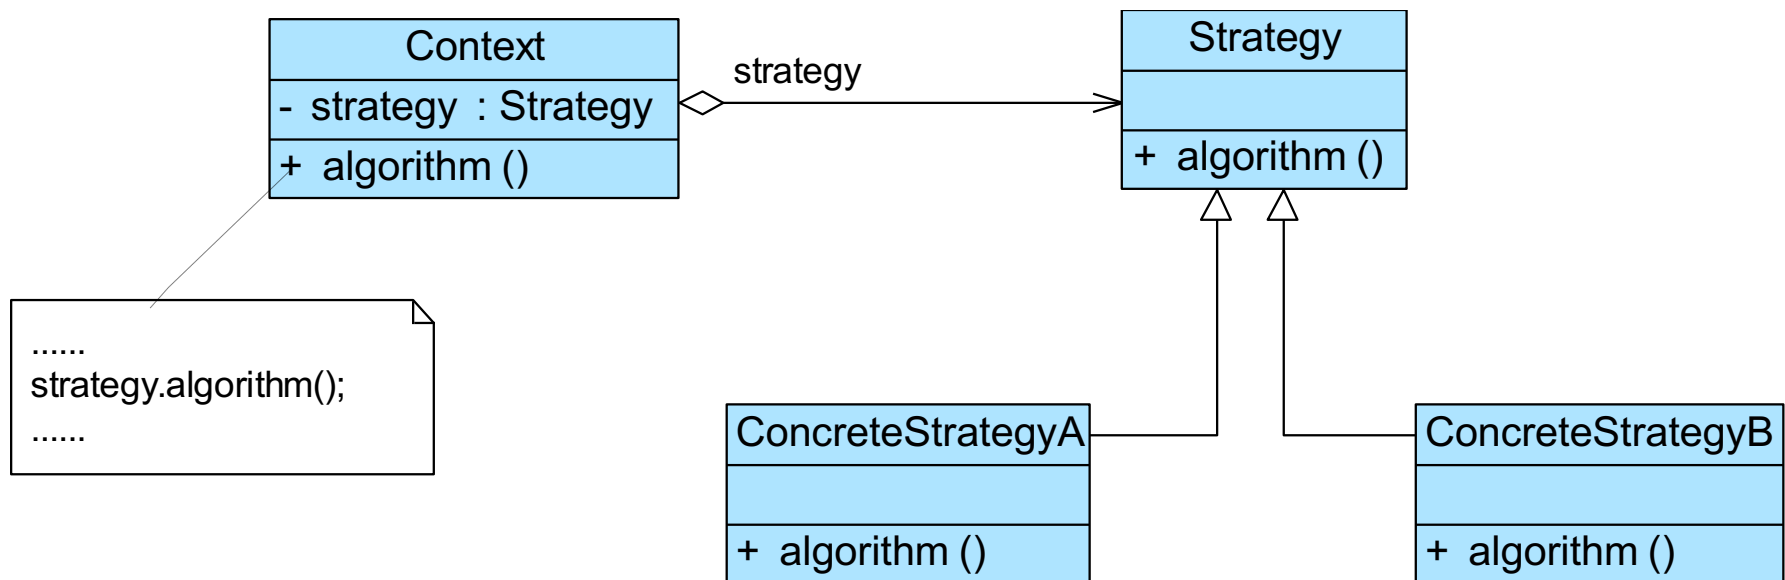 Context
- strategy : Strategy
+ algorithm ()
strategy
Strategy
+ algorithm ()
......
strategy.algorithm();
......
ConcreteStrategyA
+ algorithm ()
ConcreteStrategyB
+ algorithm ()